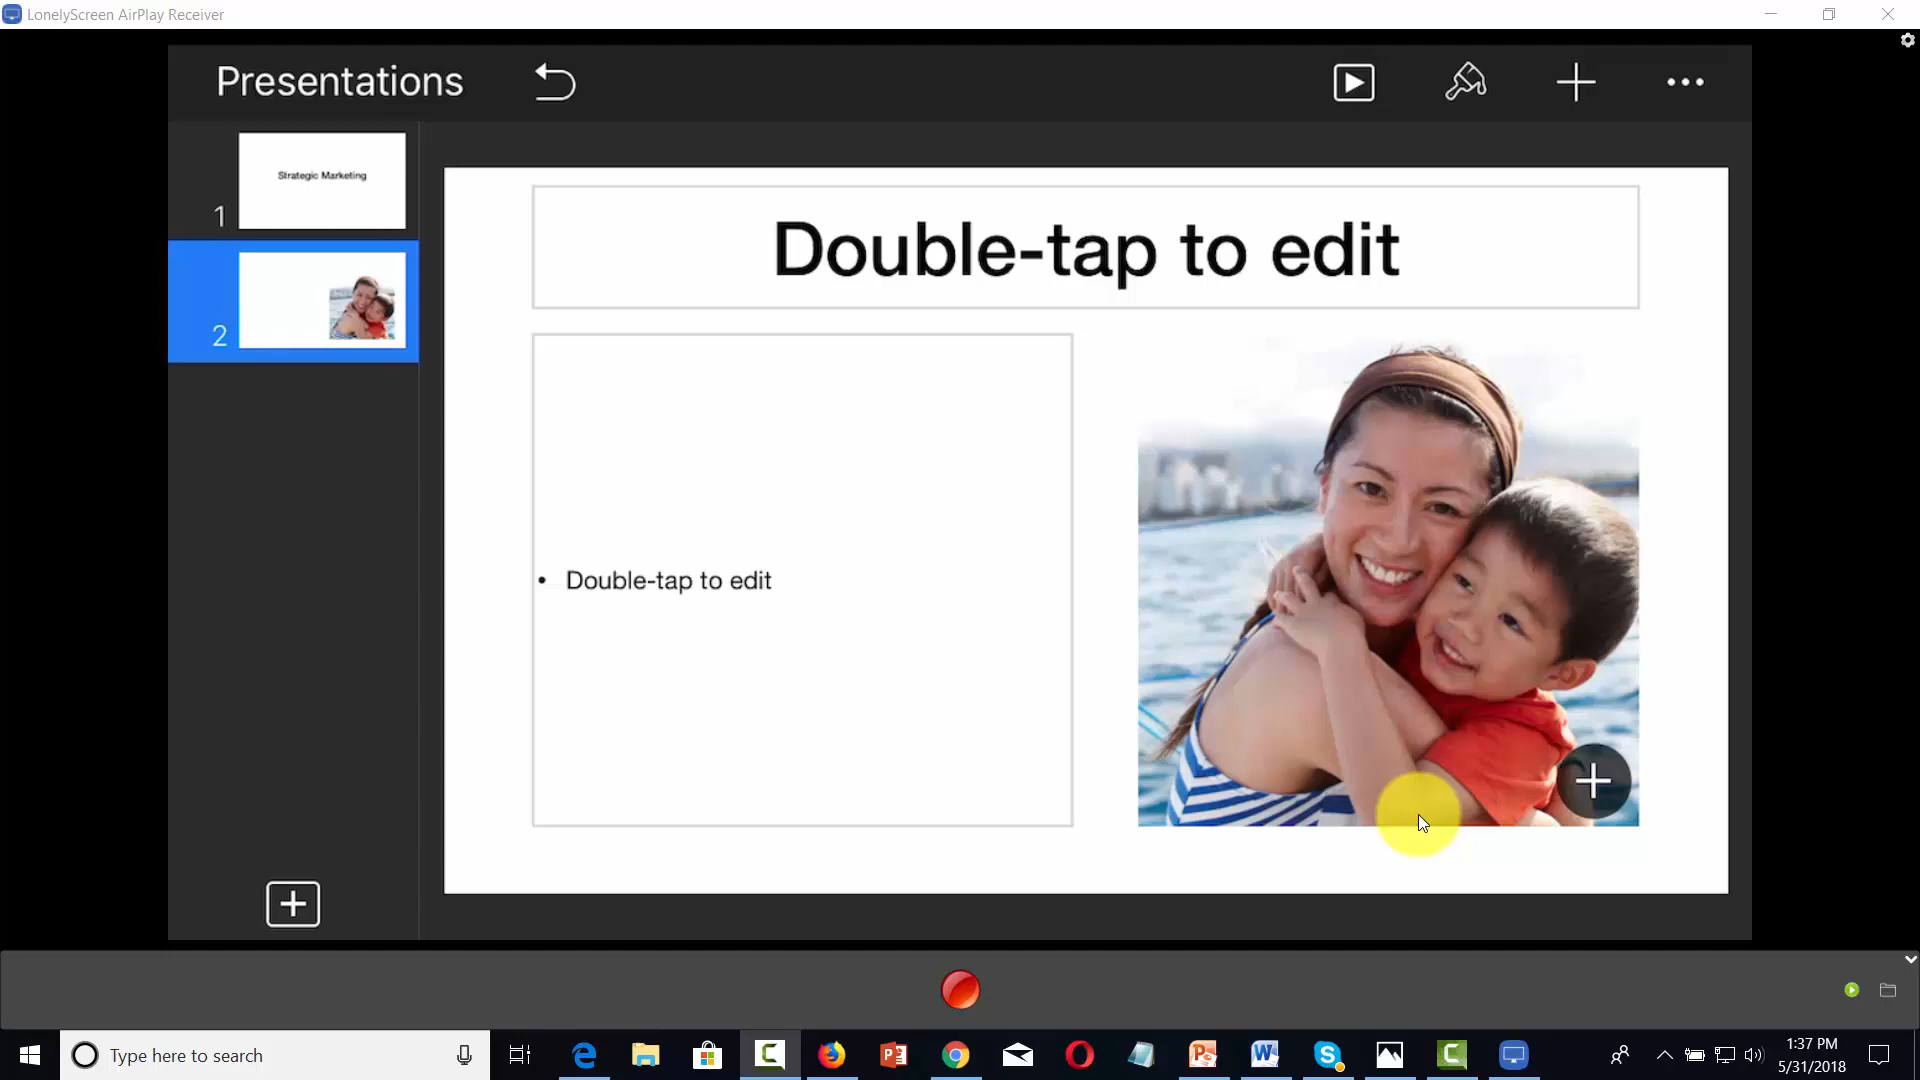 LonelyScreen AirPlay Receiver
Presentations
Strategic Marketing
1
2
Double-tap to edit
• Double-tap to edit
Type here to search
1:37 PM
5/31/2018